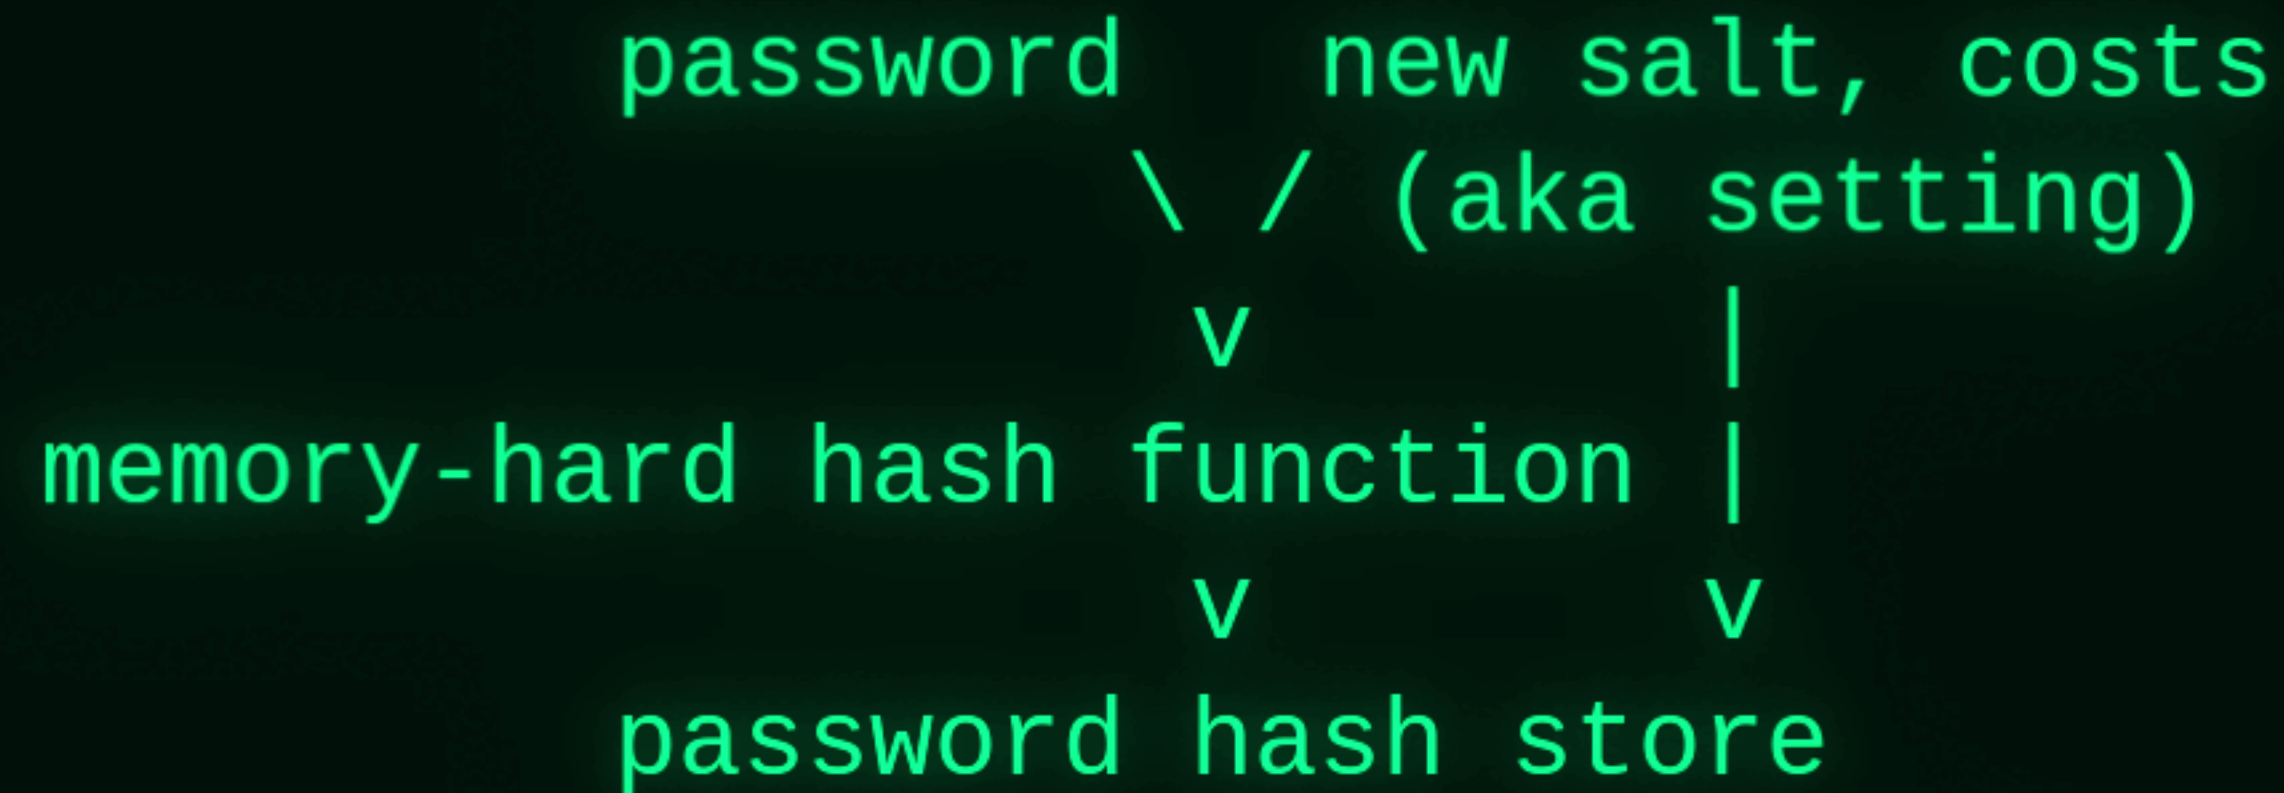 password   new salt, costs
\ / (aka setting)
v       |
memory-hard hash function |
v       v
password hash store